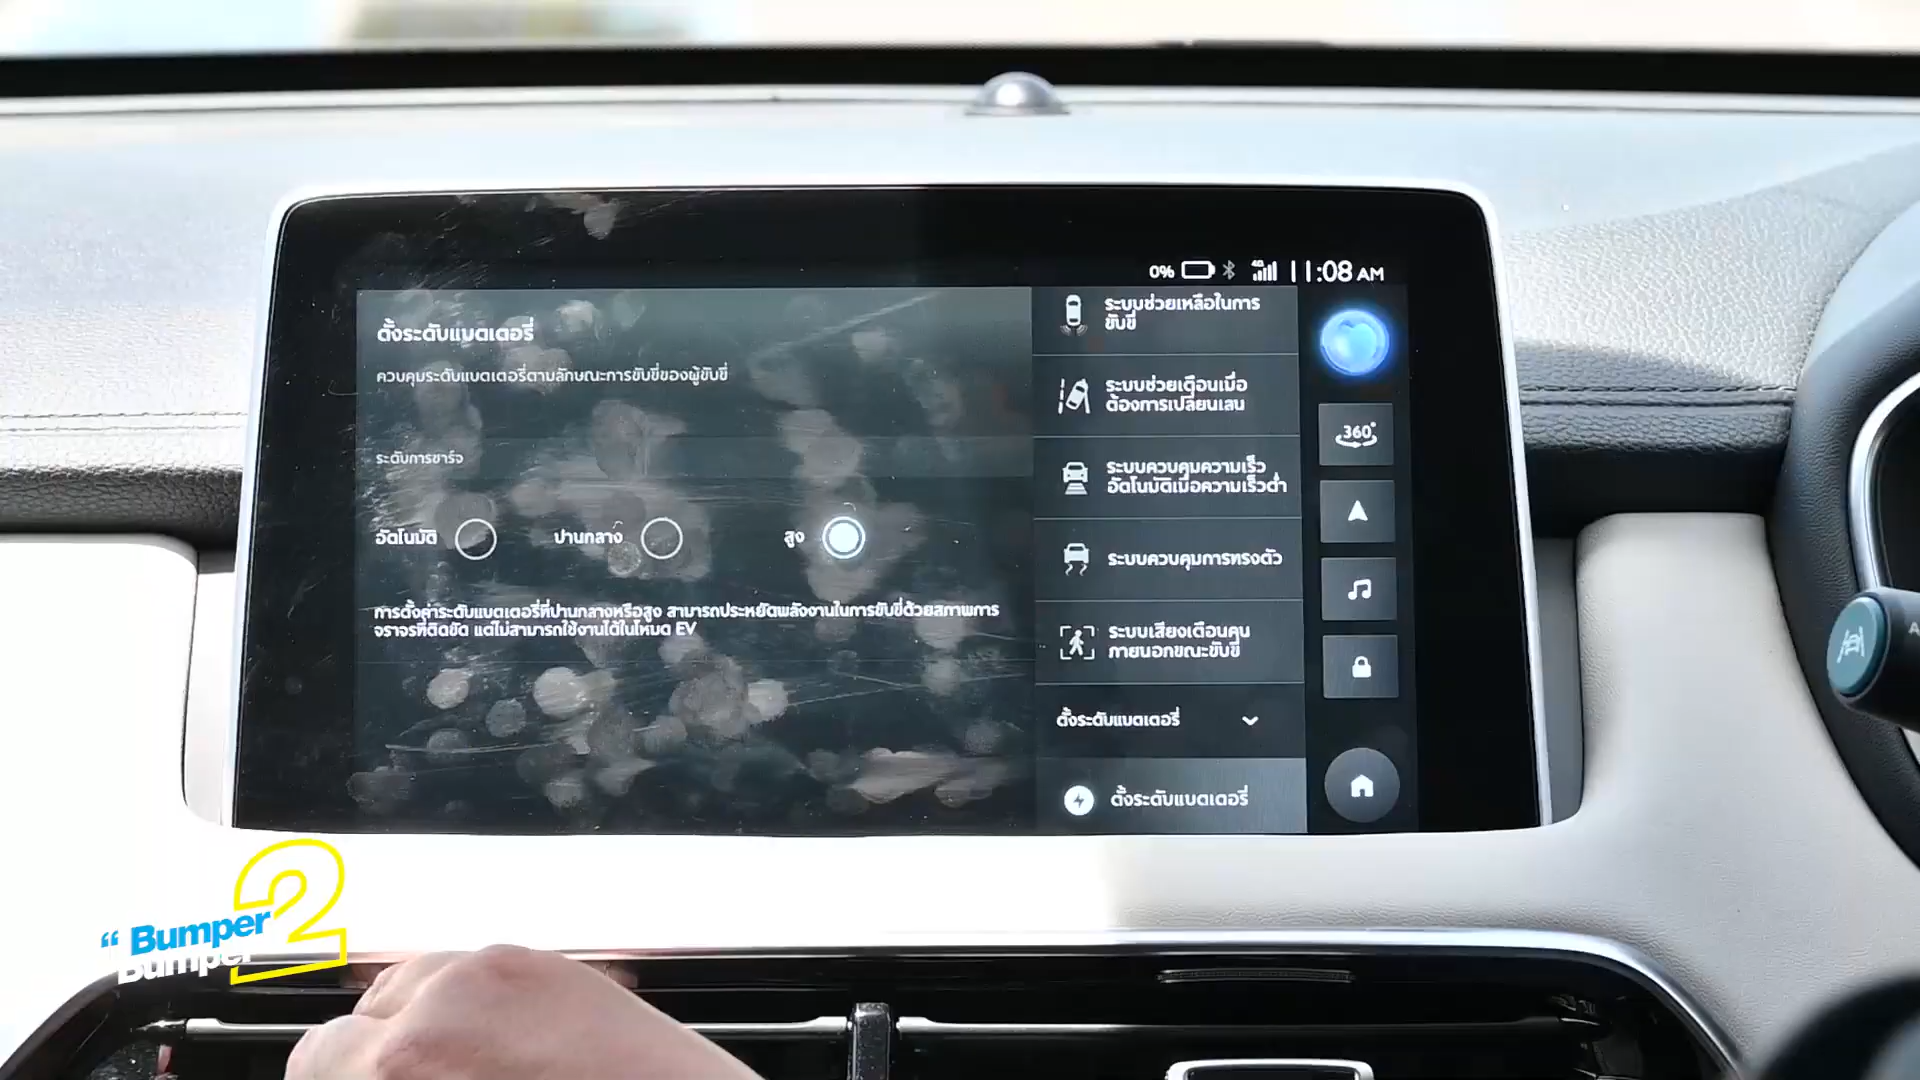 0% 4G 11:08 AM
ตั้งระดับแบตเตอรี่
ควบคุมระดับแบตเตอรี่ตามลักษณะการขับขี่ของผู้ขับขี่
ระดับการชาร์จ
อัตโนมัติ ปานกลาง สูง
การตั้งค่าระดับแบตเตอรี่ที่ปานกลางหรือสูง สามารถประหยัดพลังงานในการขับขี่ด้วยสภาพการ
จราจรที่ติดขัด แต่ไม่สามารถใช้งานได้ในโหมด EV
ระบบช่วยเหลือในการ
ขับขี่
ระบบช่วยเตือนเมื่อ
ต้องการเปลี่ยนเลน
ระบบควบคุมความเร็ว
อัตโนมัติเมื่อความเร็วต่ำ
ระบบควบคุมการทรงตัว
ระบบเสียงเตือนคน
ภายนอกขณะขับขี่
ตั้งระดับแบตเตอรี่
ตั้งระดับแบตเตอรี่
360°
"Bumper
Bumper 2